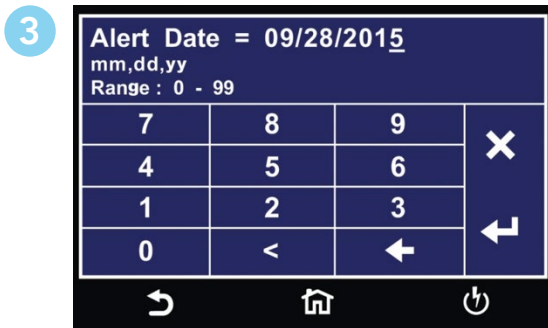 3
Alert Date = 09/28/2015
mm,dd,yy
Range : 0 - 99
7 8 9
4 5 6
1 2 3
0 <